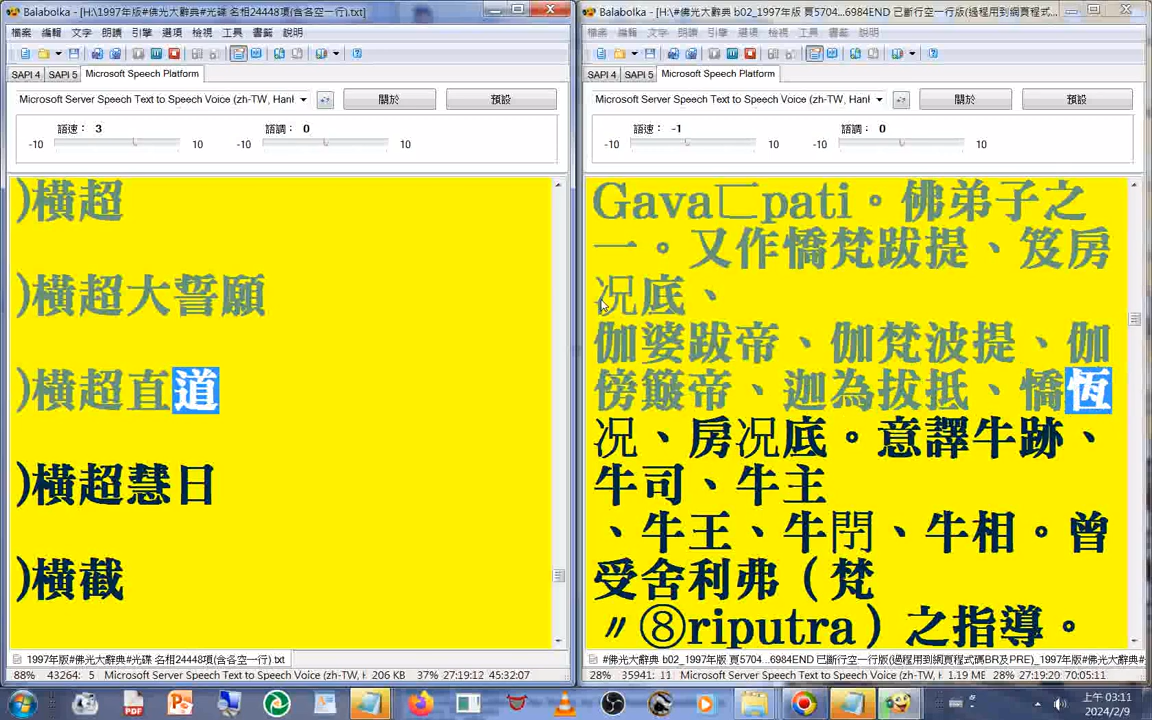 Balabolka - [H:\1997年版#佛光大辭典#光碟 名相24448項(含各空一行).txt]
檔案 編輯 文字 朗讀 引擎 選項 檢視 工具 書籤 說明
SAPI 4 SAPI 5 Microsoft Speech Platform
Microsoft Server Speech Text to Speech Voice (zh-TW, Hanl
關於 預設
語速： 3 語調： 0
-10 10 -10 10
)橫超
)橫超大誓願
)橫超直道
)橫超慧日
)橫截
1997年版#佛光大辭典#光碟 名相24448項(含各空一行).txt
88% 43264: 5 Microsoft Server Speech Text to Speech Voice (zh-TW, H 206 KB 37% 27:19:12 45:32:07
Balabolka - [H:\#佛光大辭典 b02_1997年版 頁5704...6984END 已斷行空一行版(過程用到網頁程式...
檔案 編輯 文字 朗讀 引擎 選項 檢視 工具 書籤 說明
SAPI 4 SAPI 5 Microsoft Speech Platform
Microsoft Server Speech Text to Speech Voice (zh-TW, Hanl
關於 預設
語速： -1 語調： 0
-10 10 -10 10
Gava匚pati。佛弟子之
一。又作憍梵跋提、笈房
况底、
伽婆跋帝、伽梵波提、伽
傍簸帝、迦為拔抵、憍恆
况、房况底。意譯牛跡、
牛司、牛主
、牛王、牛閇、牛相。曾
受舍利弗（梵
〃⑧riputra）之指導。
#佛光大辭典 b02_1997年版 頁5704...6984END 已斷行空一行版(過程用到網頁程式碼BR及PRE)_1997年版#佛光大辭典#
28% 35941: 11 Microsoft Server Speech Text to Speech Voice (zh-TW, 1.19 ME 28% 27:19:20 70:05:11
上午 03:11
2024/2/9